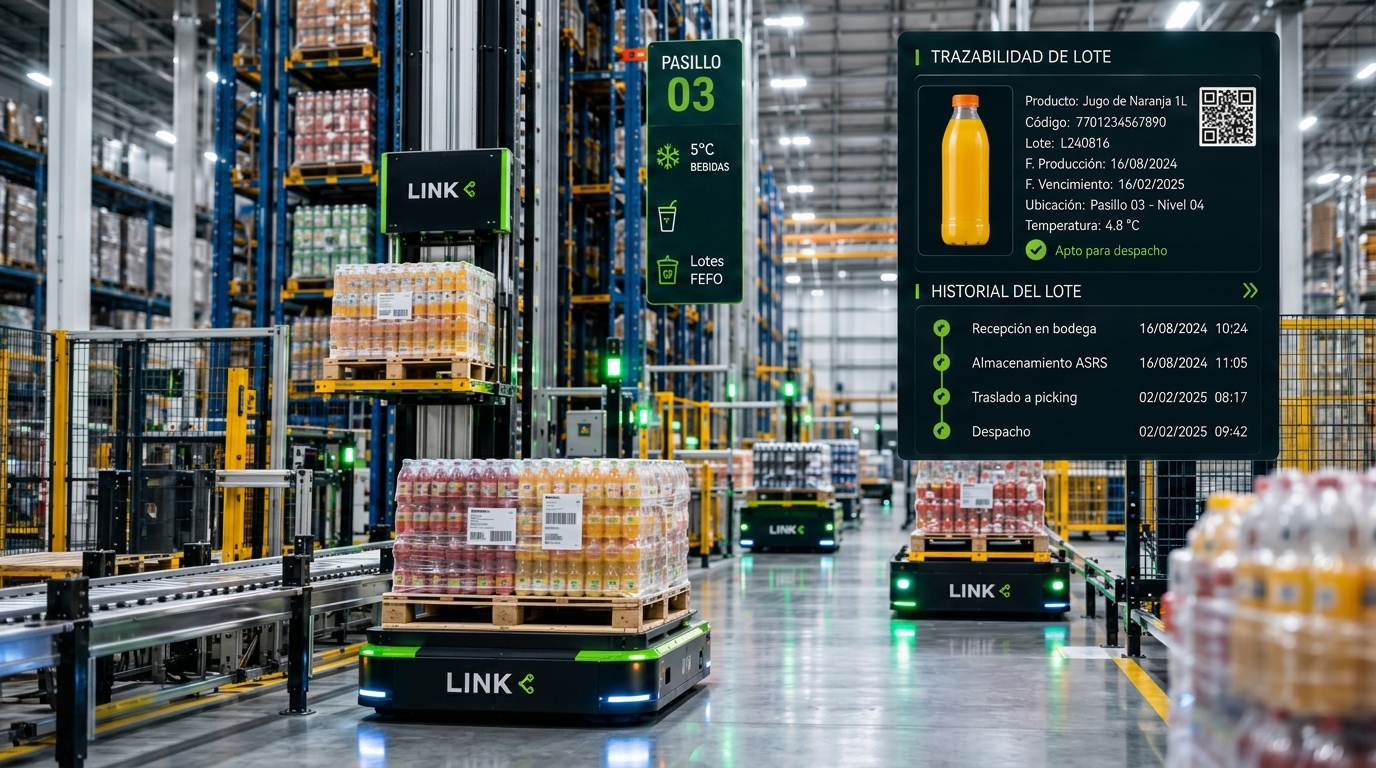 PASILLO
03
5°C
BEBIDAS
Lotes
FEFO
TRAZABILIDAD DE LOTE
Producto: Jugo de Naranja 1L
Código: 7701234567890
Lote: L240816
F. Producción: 16/08/2024
F. Vencimiento: 16/02/2025
Ubicación: Pasillo 03 - Nivel 04
Temperatura: 4.8 °C
Apto para despacho
HISTORIAL DEL LOTE
Recepción en bodega 16/08/2024 10:24
Almacenamiento ASRS 16/08/2024 11:05
Traslado a picking 02/02/2025 08:17
Despacho 02/02/2025 09:42
LINK
LINK
LINK
LINK